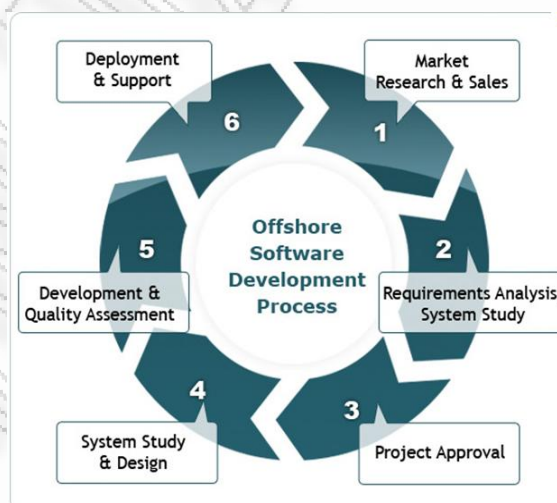 Offshore
Software
Development
Process
1
Market
Research & Sales
2
Requirements Analysis
System Study
3
Project Approval
4
System Study
& Design
5
Development &
Quality Assessment
6
Deployment
& Support